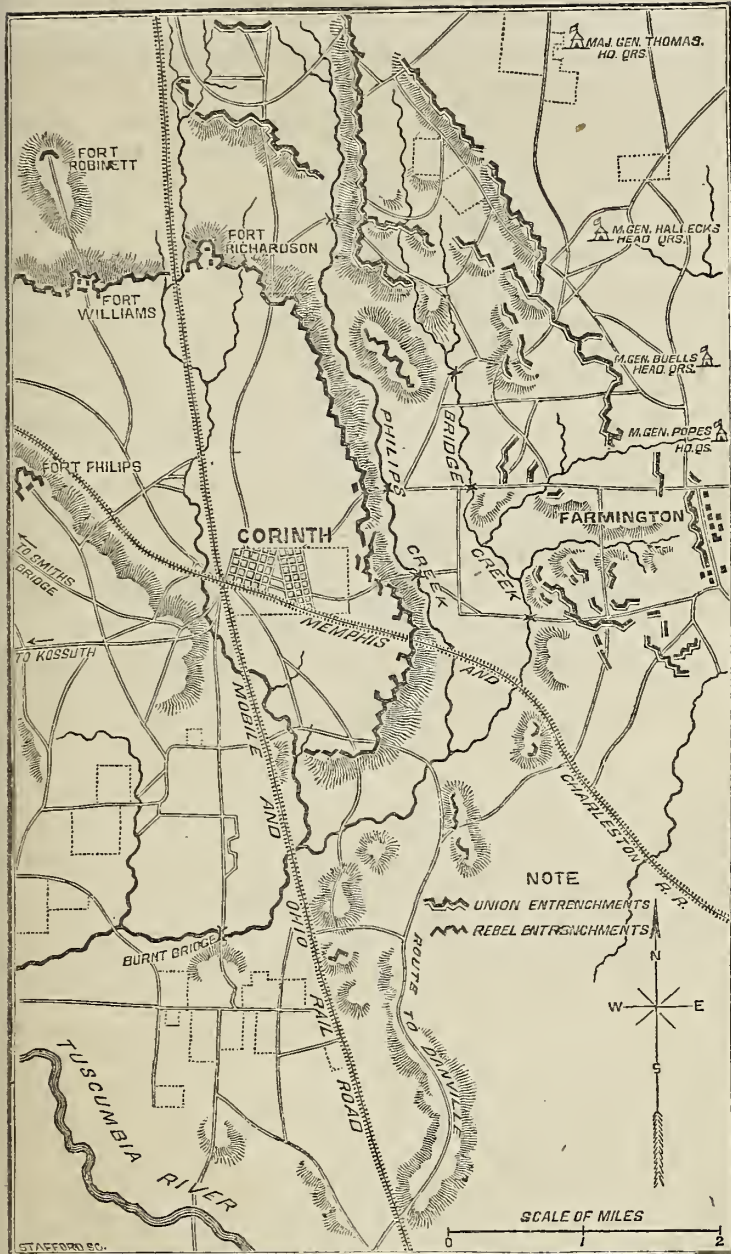 MAJ. GEN. THOMAS.
HD. QRS.
FORT
ROBINETT
M. GEN. HALLECKS
HEAD QRS.
FORT
RICHARDSON
FORT
WILLIAMS
M. GEN. BUELLS
HEAD. QRS.
M. GEN. POPES
HD. QS.
PHILIPS
CREEK
BRIDGE
CREEK
FORT PHILIPS
FARMINGTON
CORINTH
TO SMITHS
BRIDGE
TO KOSSUTH
MEMPHIS AND CHARLESTON R.R.
MOBILE AND OHIO RAIL ROAD
NOTE
UNION ENTRENCHMENTS
REBEL ENTRENCHMENTS
BURNT BRIDGE
ROUTE TO DANVILLE
N
W
E
S
TUSCUMBIA
RIVER
SCALE OF MILES
0 1 2
STAFFORD. SC.